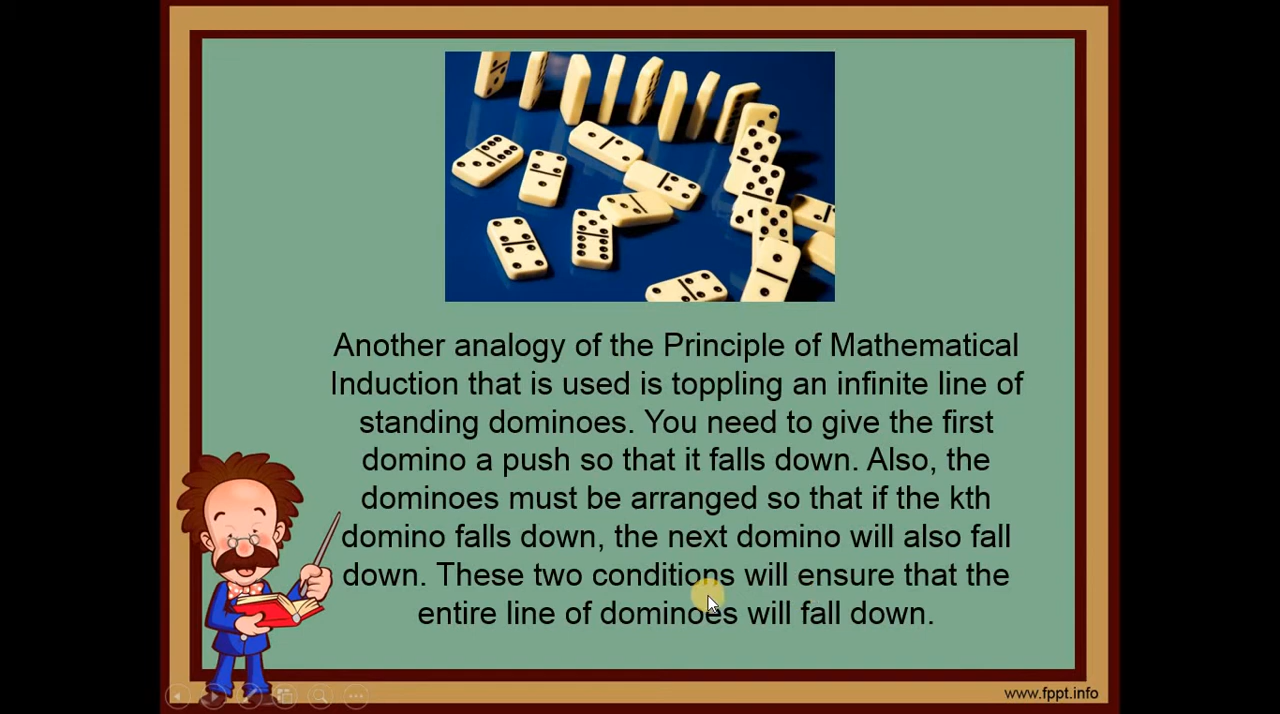 Another analogy of the Principle of Mathematical
Induction that is used is toppling an infinite line of
standing dominoes. You need to give the first
domino a push so that it falls down. Also, the
dominoes must be arranged so that if the kth
domino falls down, the next domino will also fall
down. These two conditions will ensure that the
entire line of dominoes will fall down.
www.fppt.info